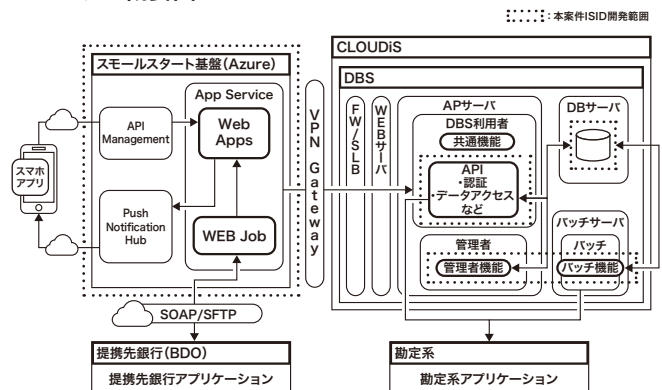 ：本案件ISID開発範囲
スモールスタート基盤（Azure）
API
Management
App Service
Web
Apps
スマホ
アプリ
Push
Notification
Hub
WEB Job
SOAP/SFTP
提携先銀行（BDO）
提携先銀行アプリケーション
VPN Gateway
CLOUDiS
DBS
FW/SLB
WEBサーバ
APサーバ
DBS利用者
共通機能
API
・認証
・データアクセス
など
管理者
管理者機能
DBサーバ
バッチサーバ
バッチ
バッチ機能
勘定系
勘定系アプリケーション